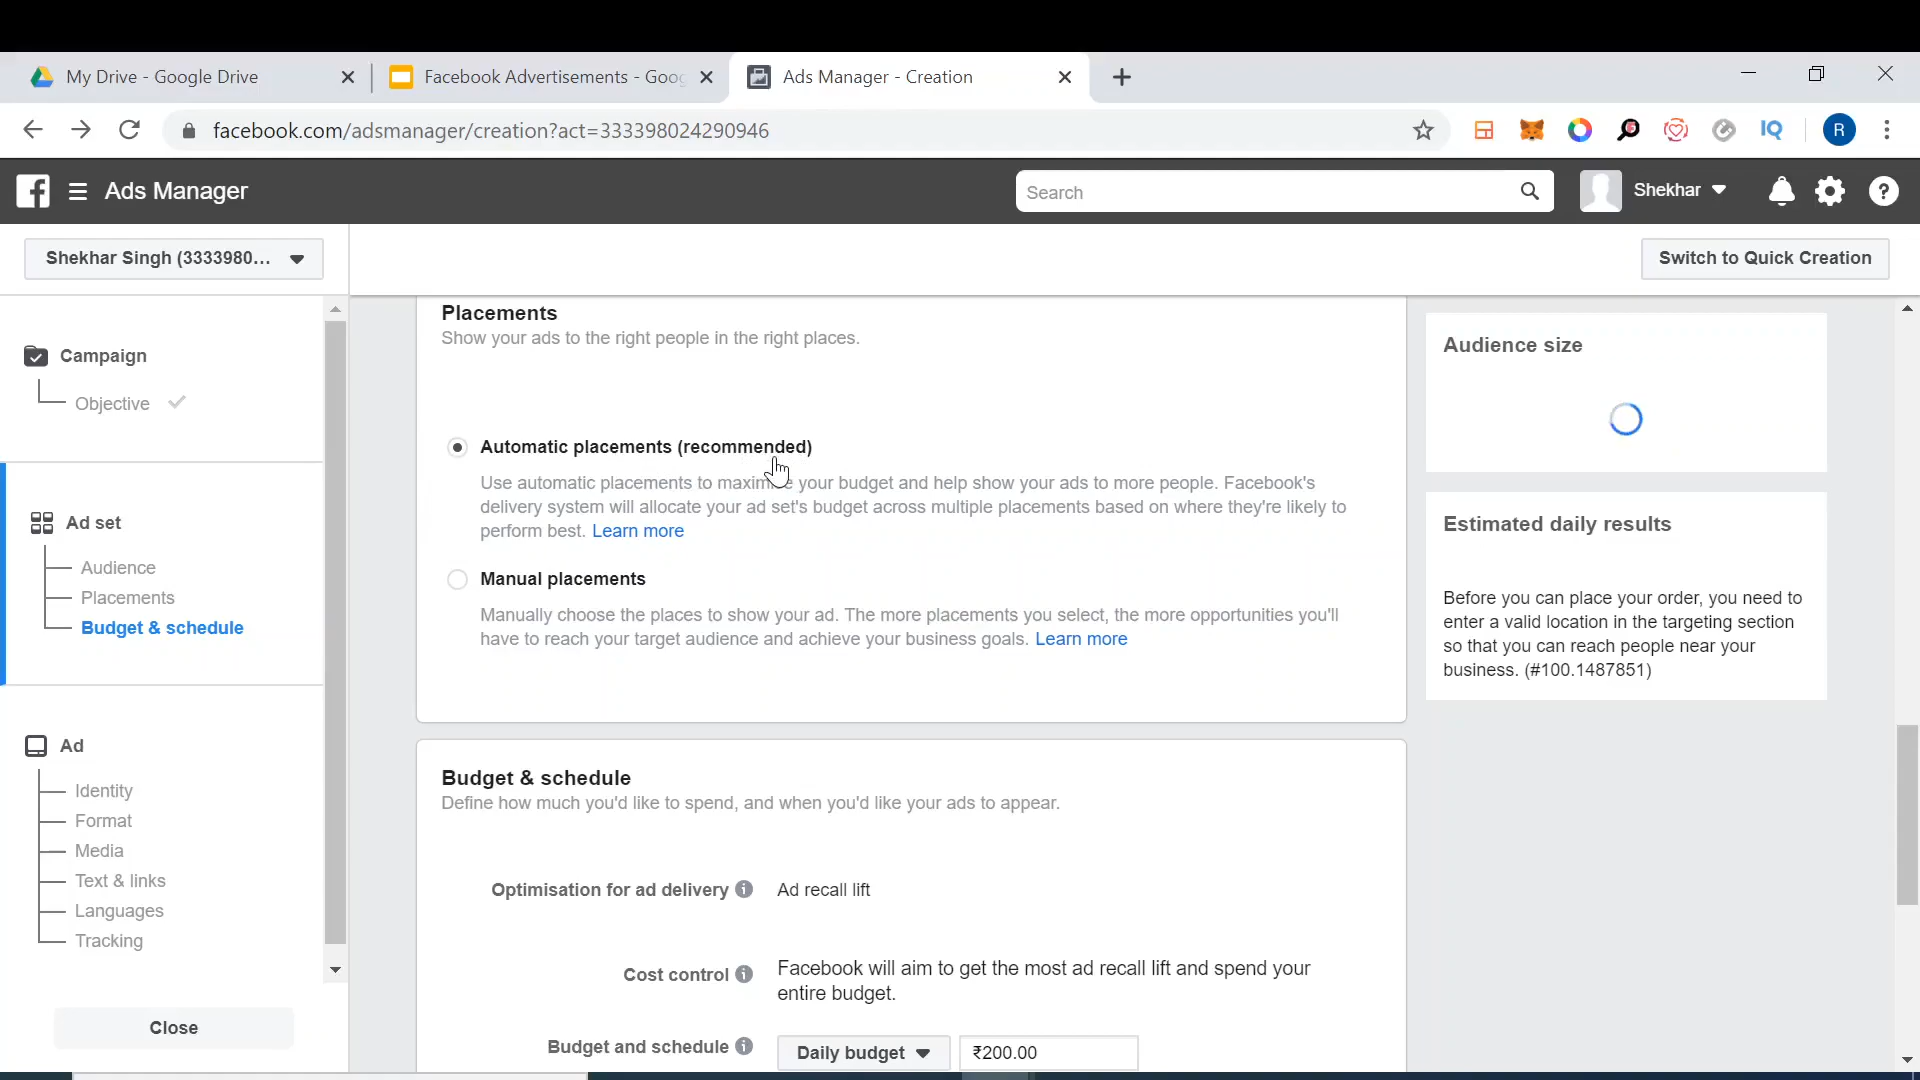 My Drive - Google Drive
Facebook Advertisements - Goog
Ads Manager - Creation
facebook.com/adsmanager/creation?act=333398024290946
IQ
R
Ads Manager
Search
Shekhar
Shekhar Singh (3333980...
Switch to Quick Creation
Campaign
Objective
Ad set
Audience
Placements
Budget & schedule
Ad
Identity
Format
Media
Text & links
Languages
Tracking
Close
Placements
Show your ads to the right people in the right places.
Automatic placements (recommended)
Use automatic placements to maximise your budget and help show your ads to more people. Facebook's
delivery system will allocate your ad set's budget across multiple placements based on where they're likely to
perform best. Learn more
Manual placements
Manually choose the places to show your ad. The more placements you select, the more opportunities you'll
have to reach your target audience and achieve your business goals. Learn more
Budget & schedule
Define how much you'd like to spend, and when you'd like your ads to appear.
Optimisation for ad delivery Ad recall lift
Cost control Facebook will aim to get the most ad recall lift and spend your
entire budget.
Budget and schedule Daily budget ₹200.00
Audience size
Estimated daily results
Before you can place your order, you need to
enter a valid location in the targeting section
so that you can reach people near your
business. (#100.1487851)